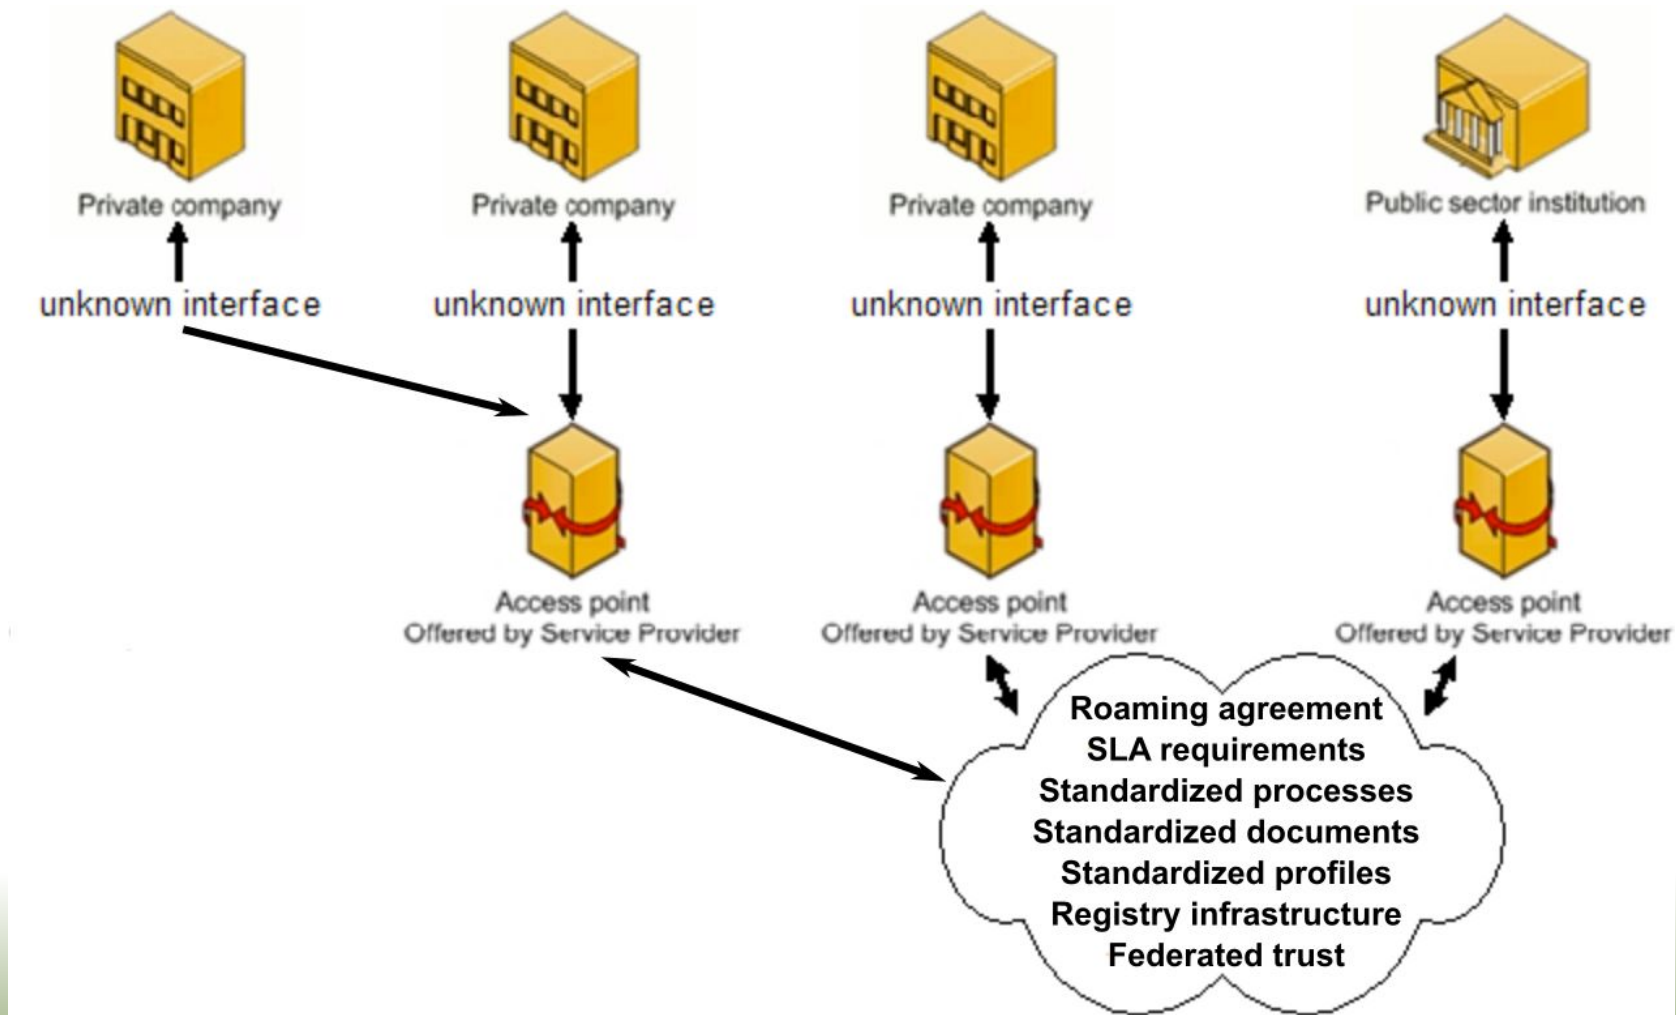 Private company
Private company
Private company
Public sector institution
unknown interface
unknown interface
unknown interface
unknown interface
Access point
Offered by Service Provider
Access point
Offered by Service Provider
Access point
Offered by Service Provider
Roaming agreement
SLA requirements
Standardized processes
Standardized documents
Standardized profiles
Registry infrastructure
Federated trust